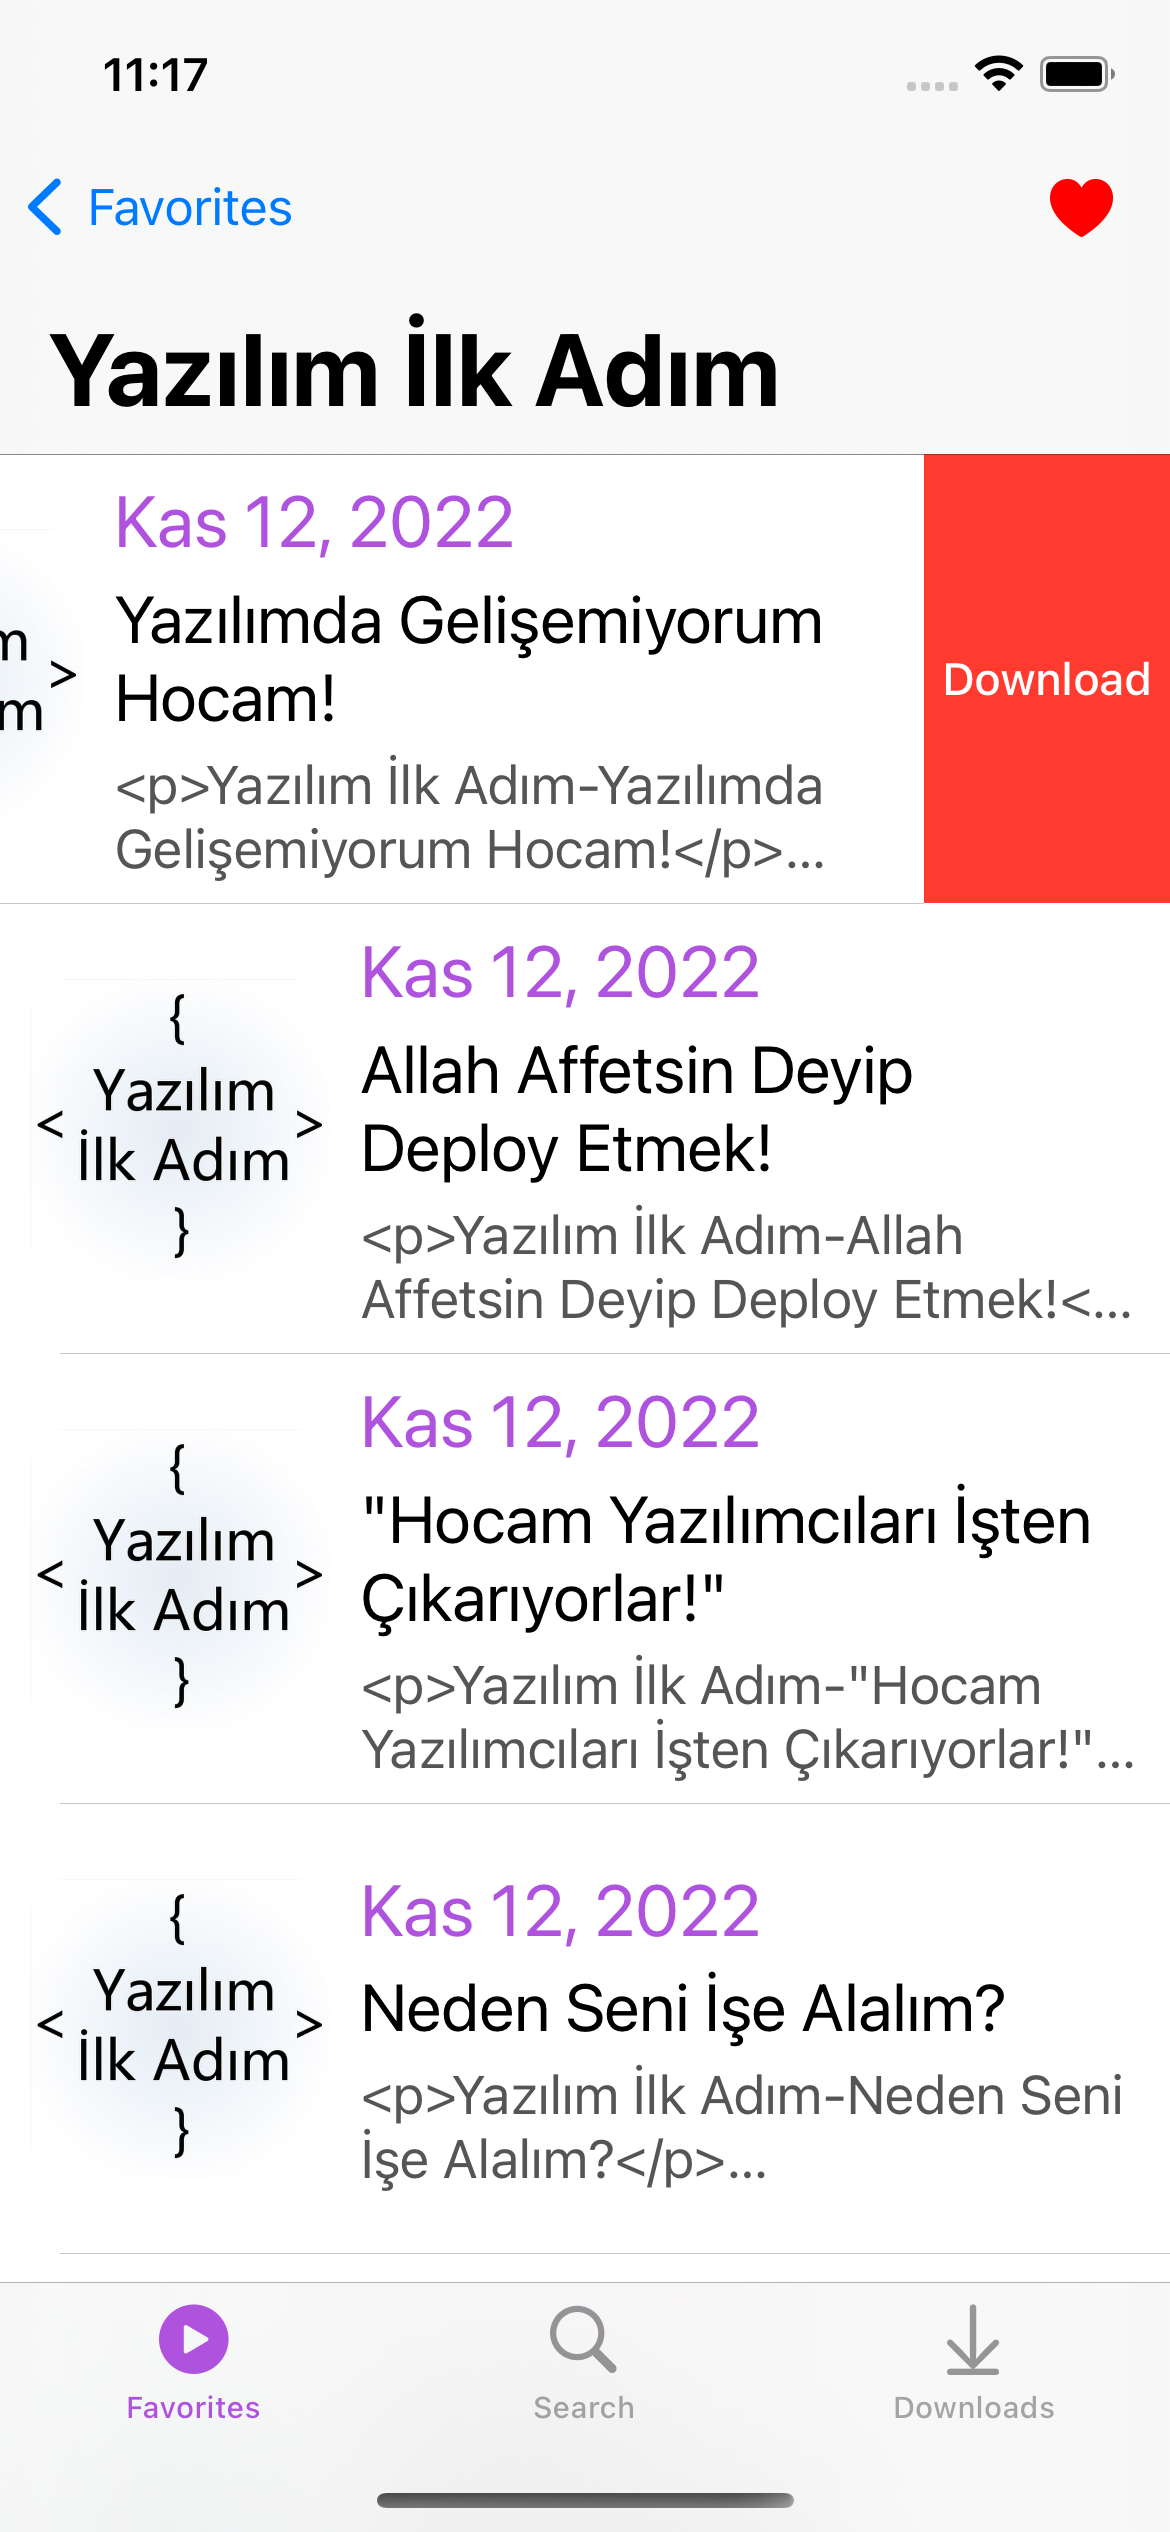 11:17
Favorites
Yazılım İlk Adım
Kas 12, 2022
Yazılımda Gelişemiyorum
Hocam!
<p>Yazılım İlk Adım-Yazılımda
Gelişemiyorum Hocam!</p>...
m >
m
Download
{
Yazılım
< İlk Adım >
}
Kas 12, 2022
Allah Affetsin Deyip
Deploy Etmek!
<p>Yazılım İlk Adım-Allah
Affetsin Deyip Deploy Etmek!<...
{
Yazılım
< İlk Adım >
}
Kas 12, 2022
"Hocam Yazılımcıları İşten
Çıkarıyorlar!"
<p>Yazılım İlk Adım-"Hocam
Yazılımcıları İşten Çıkarıyorlar!"...
{
Yazılım
< İlk Adım >
}
Kas 12, 2022
Neden Seni İşe Alalım?
<p>Yazılım İlk Adım-Neden Seni
İşe Alalım?</p>...
Favorites
Search
Downloads